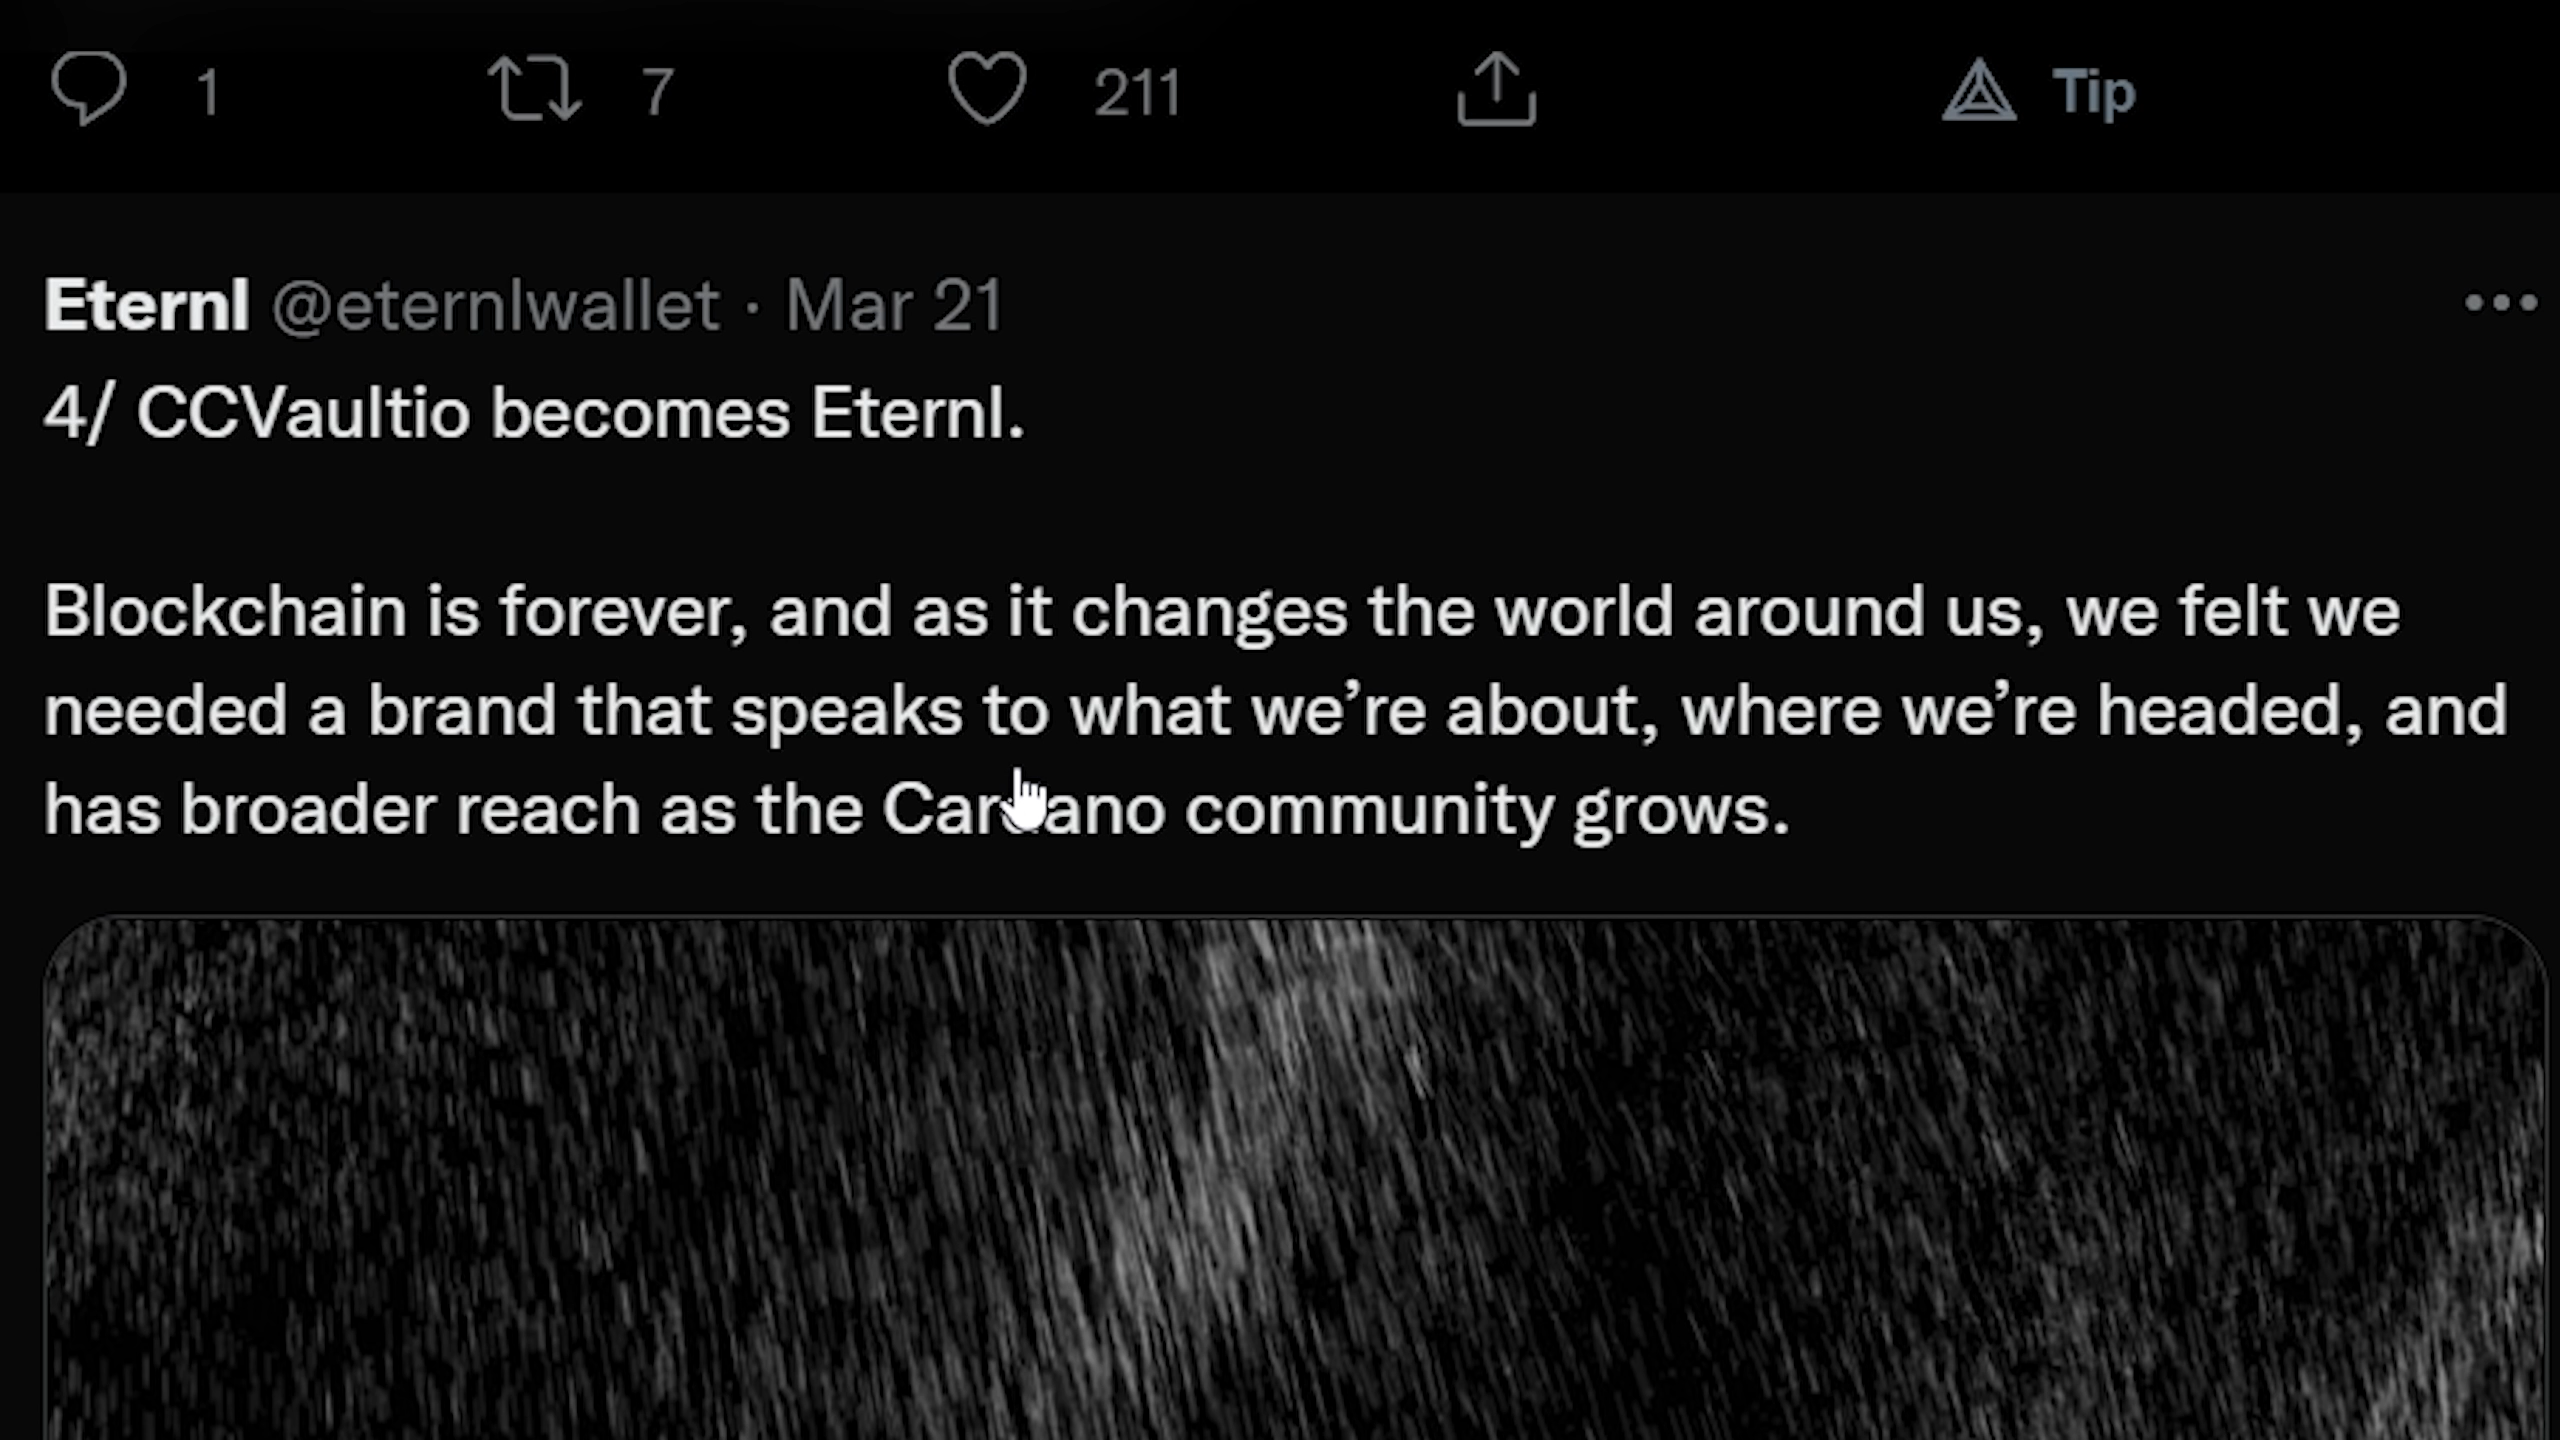 1 7 211 Tip
Eternl @eternlwallet · Mar 21
4/ CCVaultio becomes Eternl.
Blockchain is forever, and as it changes the world around us, we felt we
needed a brand that speaks to what we’re about, where we’re headed, and
has broader reach as the Cardano community grows.